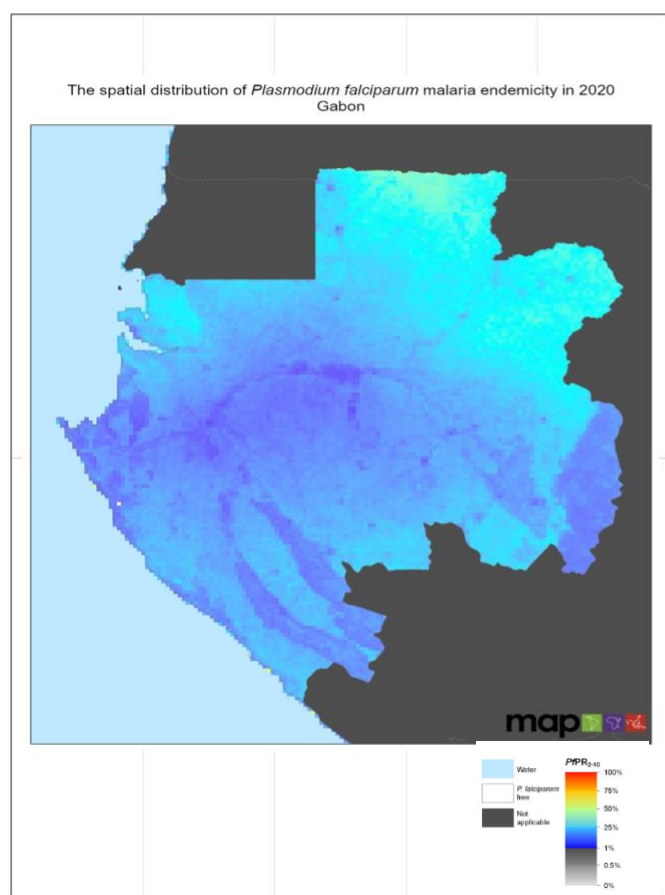 The spatial distribution of Plasmodium falciparum malaria endemicity in 2020
Gabon
map
Water
P. falciparum
free
Not
applicable
PfPR2-10
100%
75%
50%
25%
1%
0.5%
0%